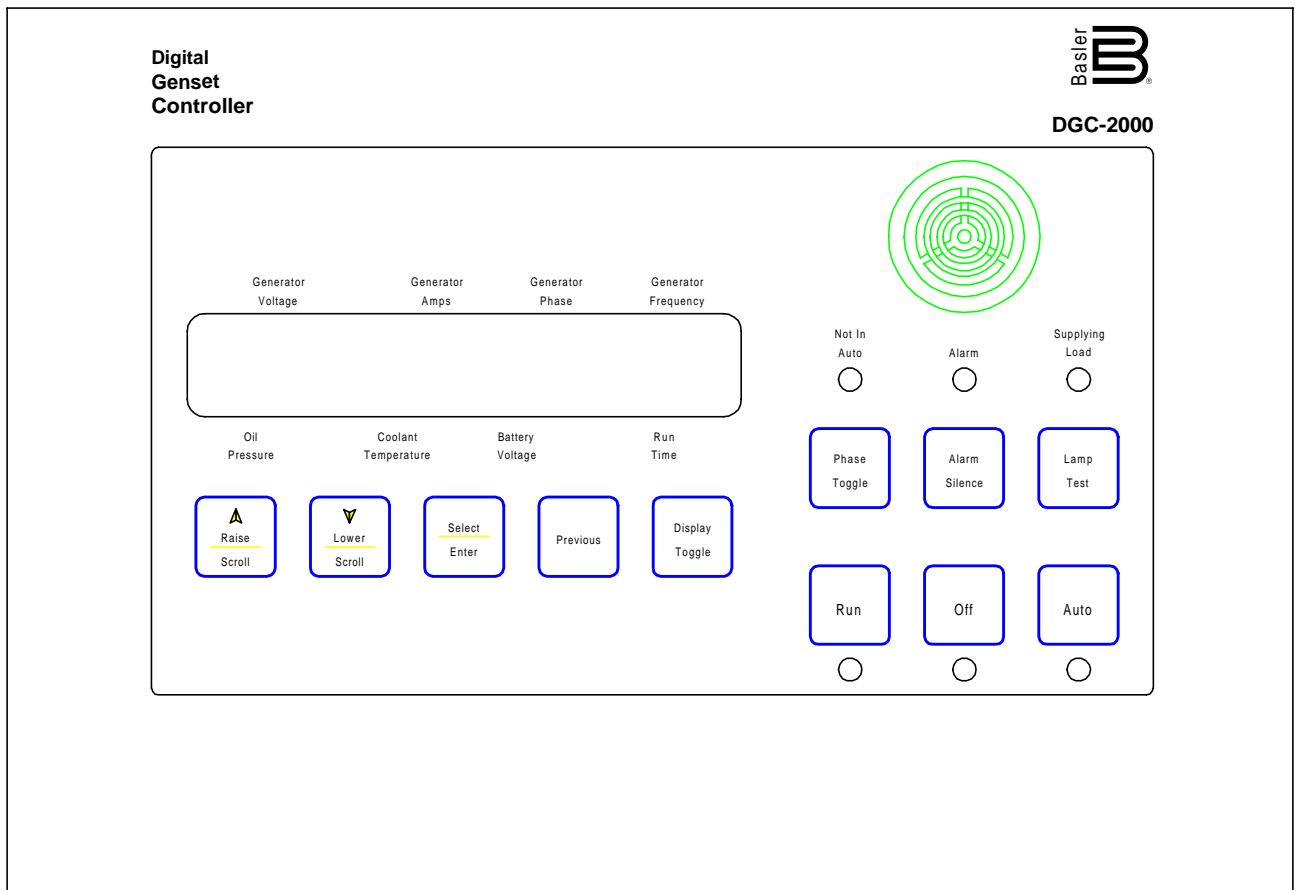 Digital
Genset
Controller
Basler
B
®
DGC-2000
Generator Generator Generator Generator
Voltage Amps Phase Frequency
Oil Coolant Battery Run
Pressure Temperature Voltage Time
Raise
Scroll
Lower
Scroll
Select
Enter
Previous
Display
Toggle
Not In
Auto
Alarm
Supplying
Load
Phase
Toggle
Alarm
Silence
Lamp
Test
Run
Off
Auto